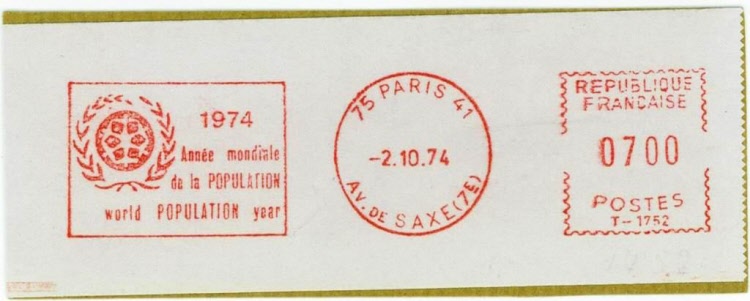 1974
Année mondiale
de la POPULATION
world POPULATION year
75 PARIS 41
-2.10.74
AV. DE SAXE (7E)
REPUBLIQUE
FRANCAISE
0700
POSTES
T-1752